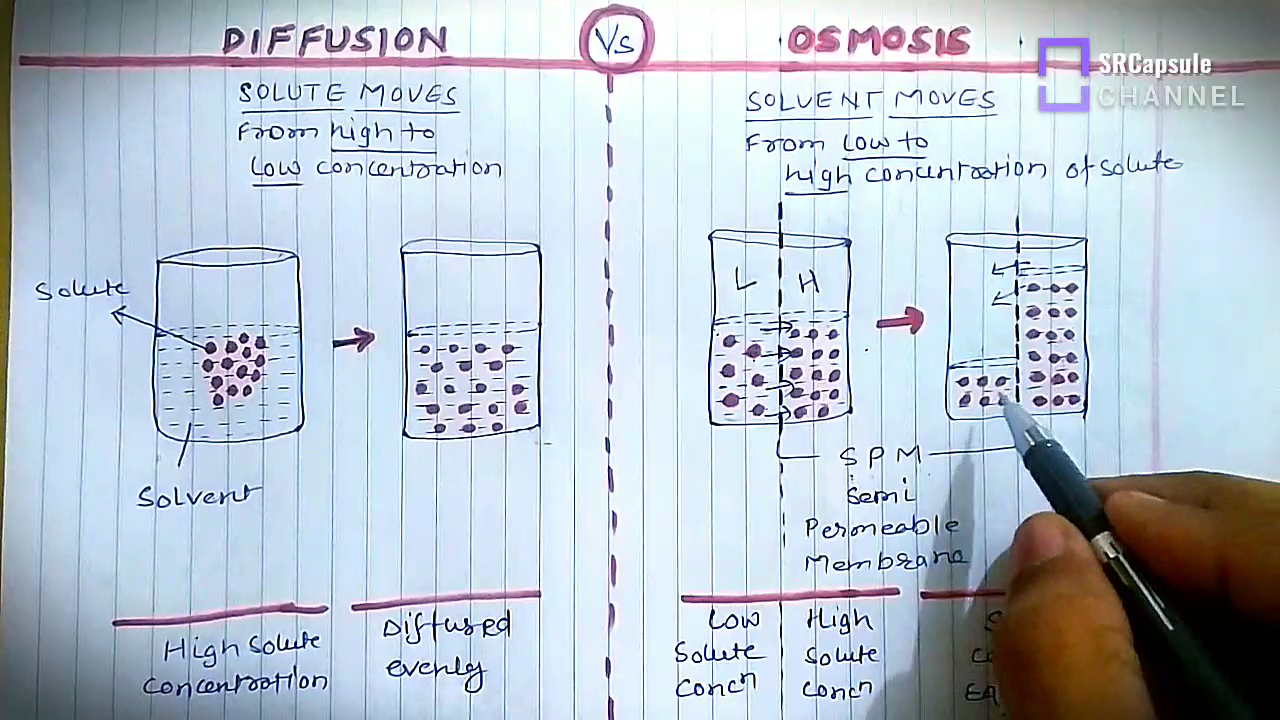 DIFFUSION
Vs
OSMOSIS
SRCapsule
CHANNEL
SOLUTE MOVES
From high to
Low concentration
SOLVENT MOVES
From Low to
high concentration of solute
Solute
Solvent
L
H
SPM
Semi
Permeable
Membrane
High Solute
concentration
Diffused
evenly
Low
Solute
Concn
High
Solute
concn